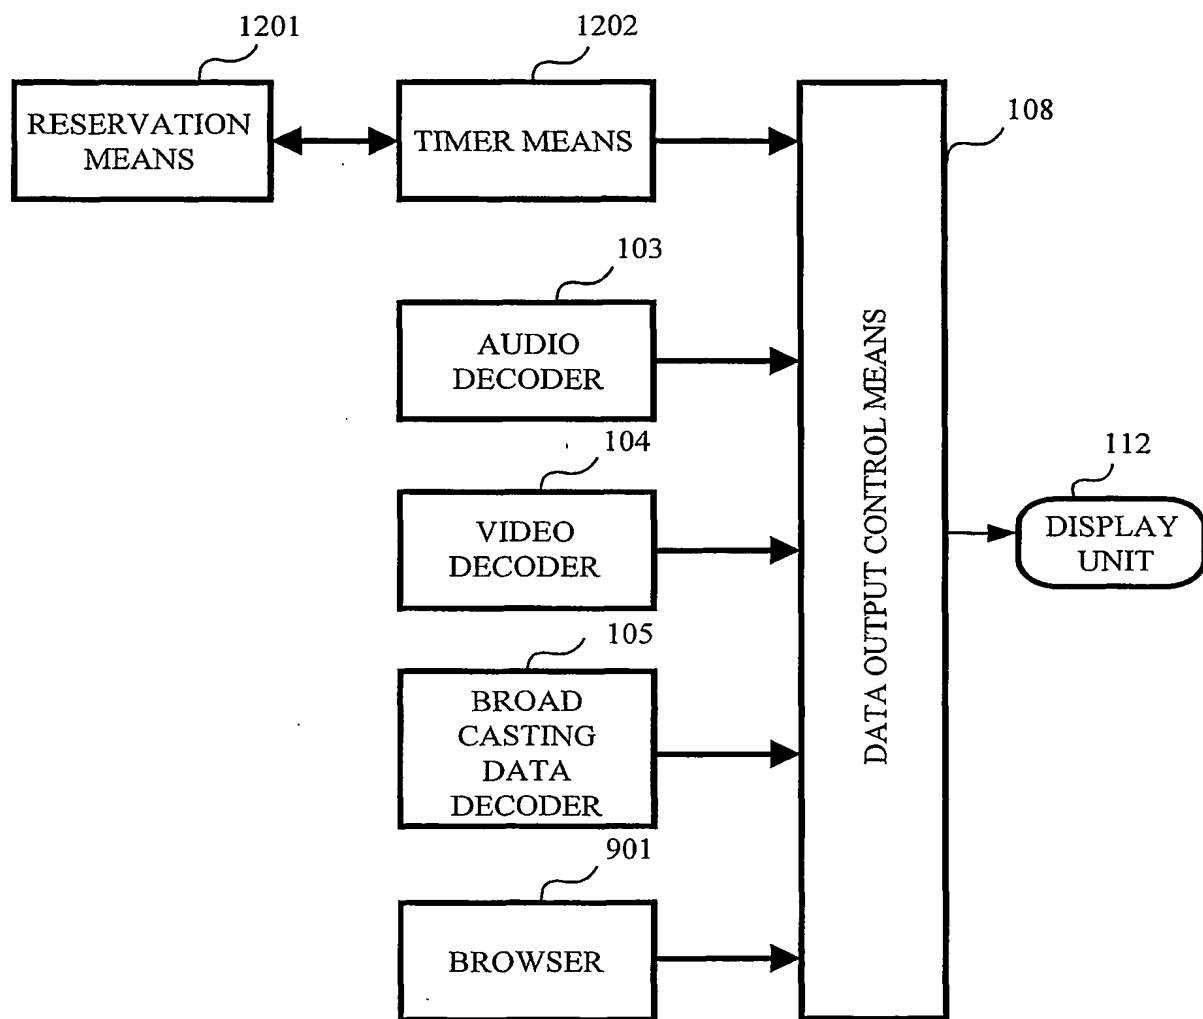 1201
1202
RESERVATION
MEANS
TIMER MEANS
108
103
AUDIO
DECODER
104
VIDEO
DECODER
105
BROAD
CASTING
DATA
DECODER
901
BROWSER
DATA OUTPUT CONTROL MEANS
112
DISPLAY
UNIT